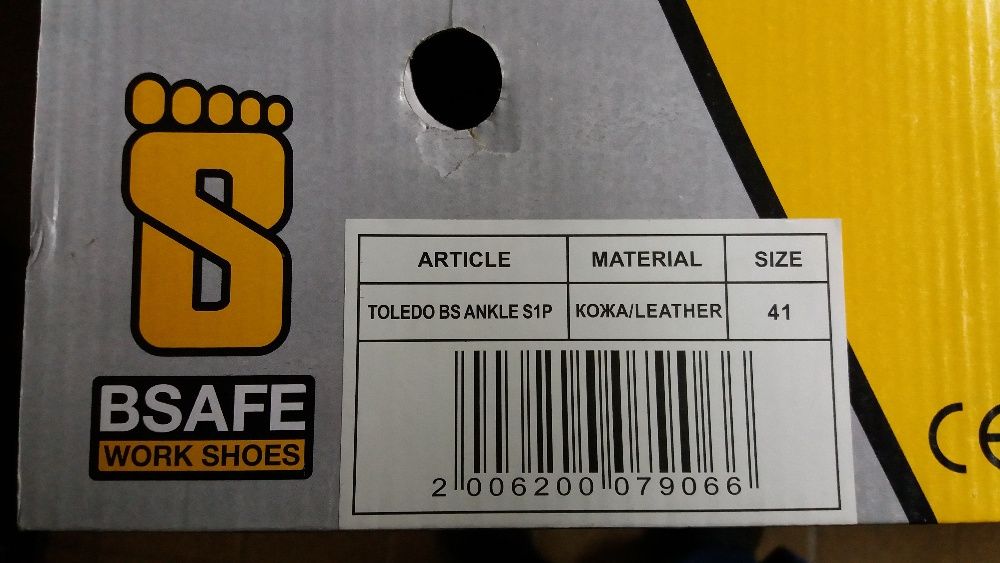 S
BSAFE
WORK SHOES
ARTICLE MATERIAL SIZE
TOLEDO BS ANKLE S1P КОЖА/LEATHER 41
2 006200 079066
CE